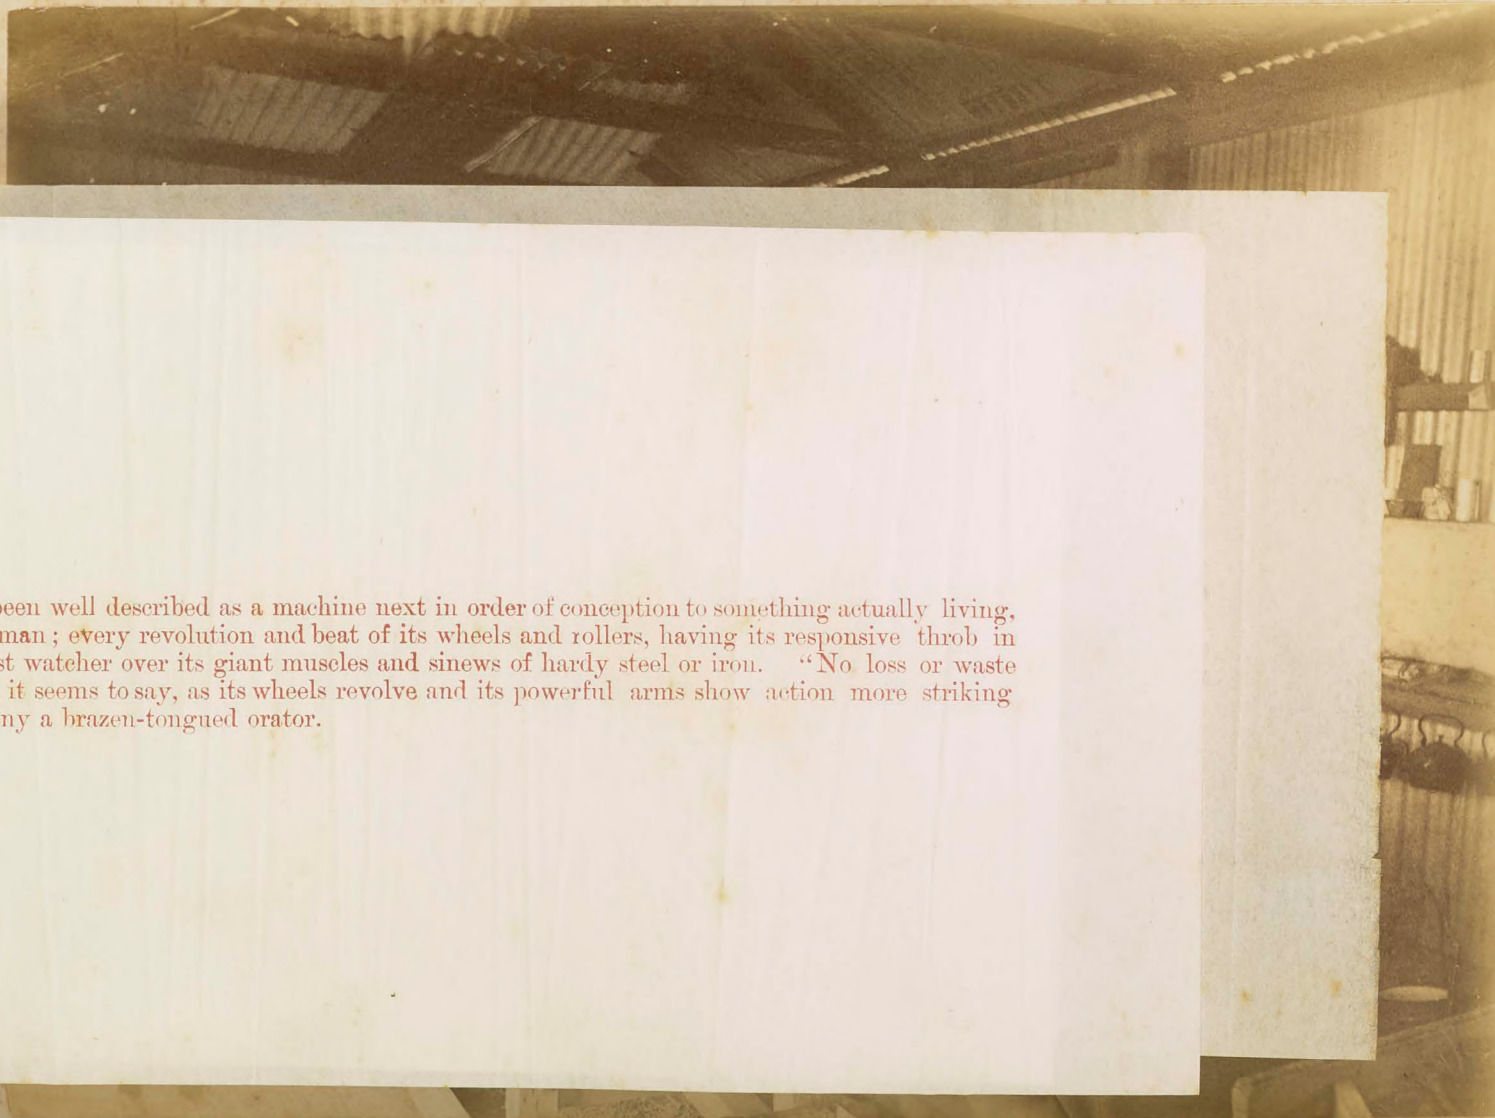 een well described as a machine next in order of conception to something actually living,
man ; every revolution and beat of its wheels and rollers, having its responsive throb in
st watcher over its giant muscles and sinews of hardy steel or iron. “No loss or waste
it seems to say, as its wheels revolve and its powerful arms show action more striking
ny a brazen-tongued orator.